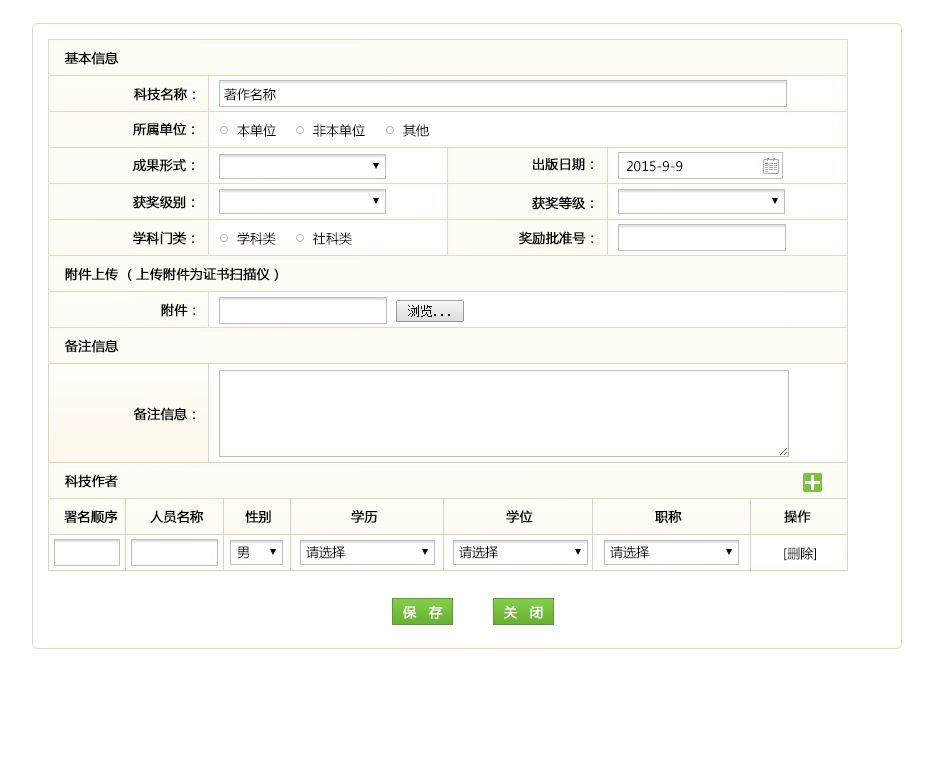 基本信息
科技名称： 著作名称
所属单位： 本单位 非本单位 其他
成果形式： 出版日期： 2015-9-9
获奖级别： 获奖等级：
学科门类： 学科类 社科类 奖励批准号：
附件上传（上传附件为证书扫描仪）
附件： 浏览...
备注信息
备注信息：
科技作者
署名顺序 人员名称 性别 学历 学位 职称 操作
男 请选择 请选择 请选择 [删除]
保 存 关 闭